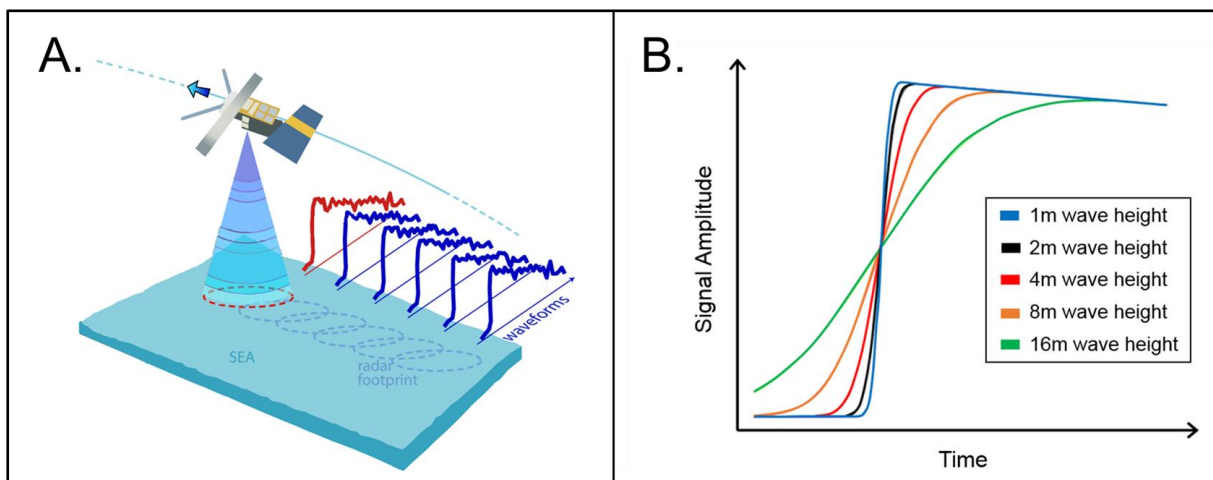 A.
SEA
radar
footprint
waveforms
B.
Signal Amplitude
1m wave height
2m wave height
4m wave height
8m wave height
16m wave height
Time